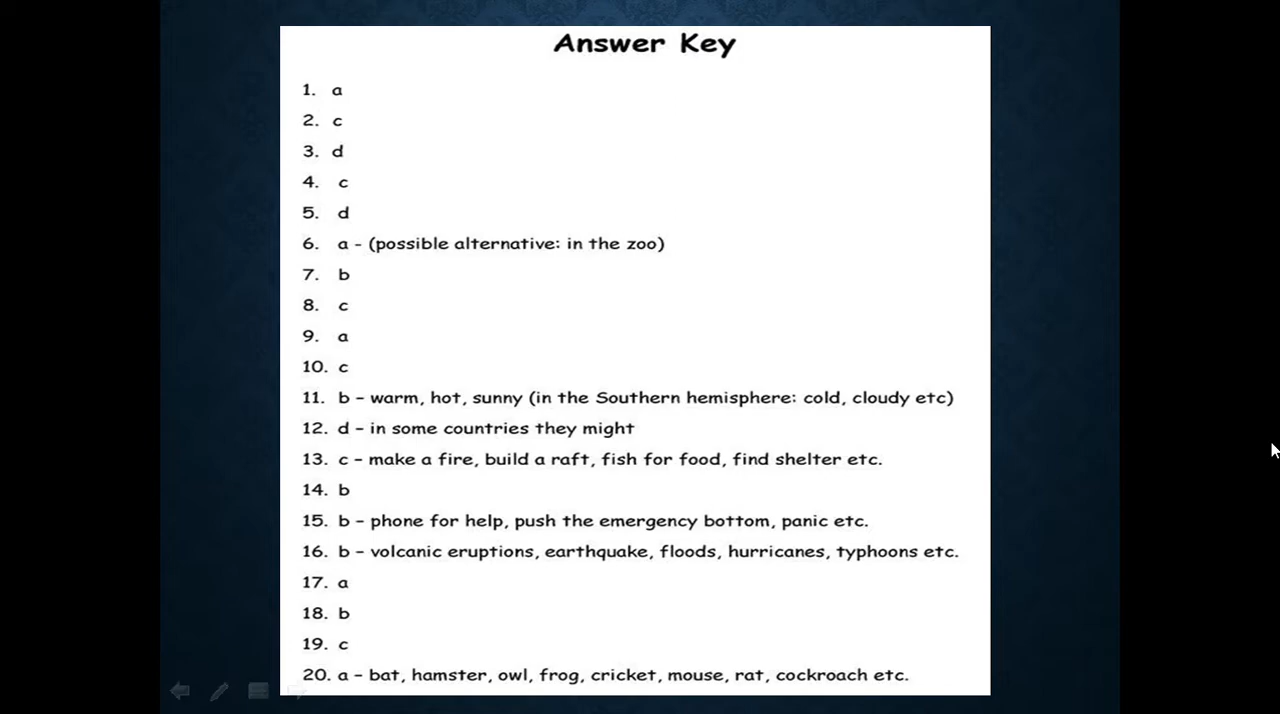 Answer Key
1. a
2. c
3. d
4. c
5. d
6. a - (possible alternative: in the zoo)
7. b
8. c
9. a
10. c
11. b – warm, hot, sunny (in the Southern hemisphere: cold, cloudy etc)
12. d – in some countries they might
13. c – make a fire, build a raft, fish for food, find shelter etc.
14. b
15. b – phone for help, push the emergency bottom, panic etc.
16. b – volcanic eruptions, earthquake, floods, hurricanes, typhoons etc.
17. a
18. b
19. c
20. a – bat, hamster, owl, frog, cricket, mouse, rat, cockroach etc.